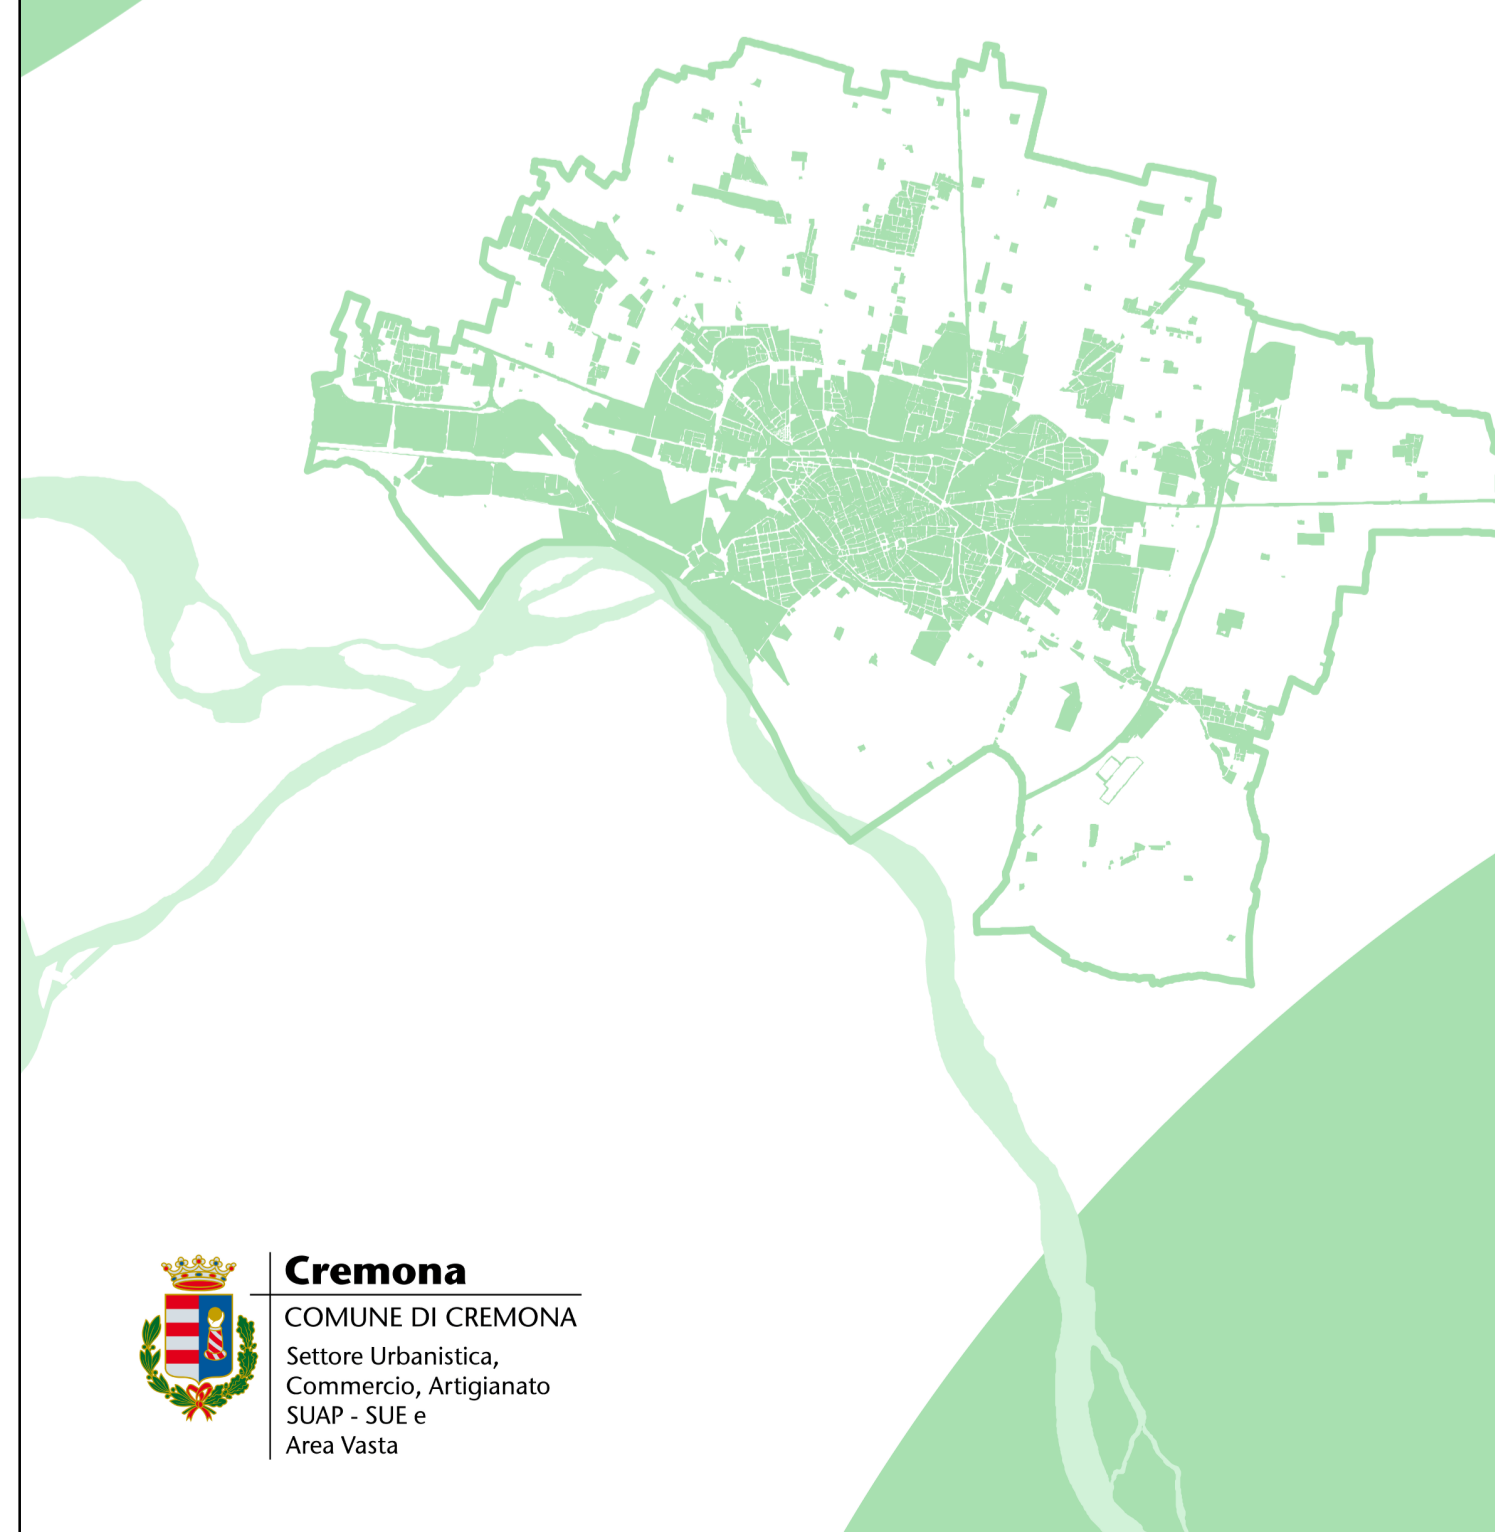 Cremona
COMUNE DI CREMONA
Settore Urbanistica,
Commercio, Artigianato
SUAP - SUE e
Area Vasta